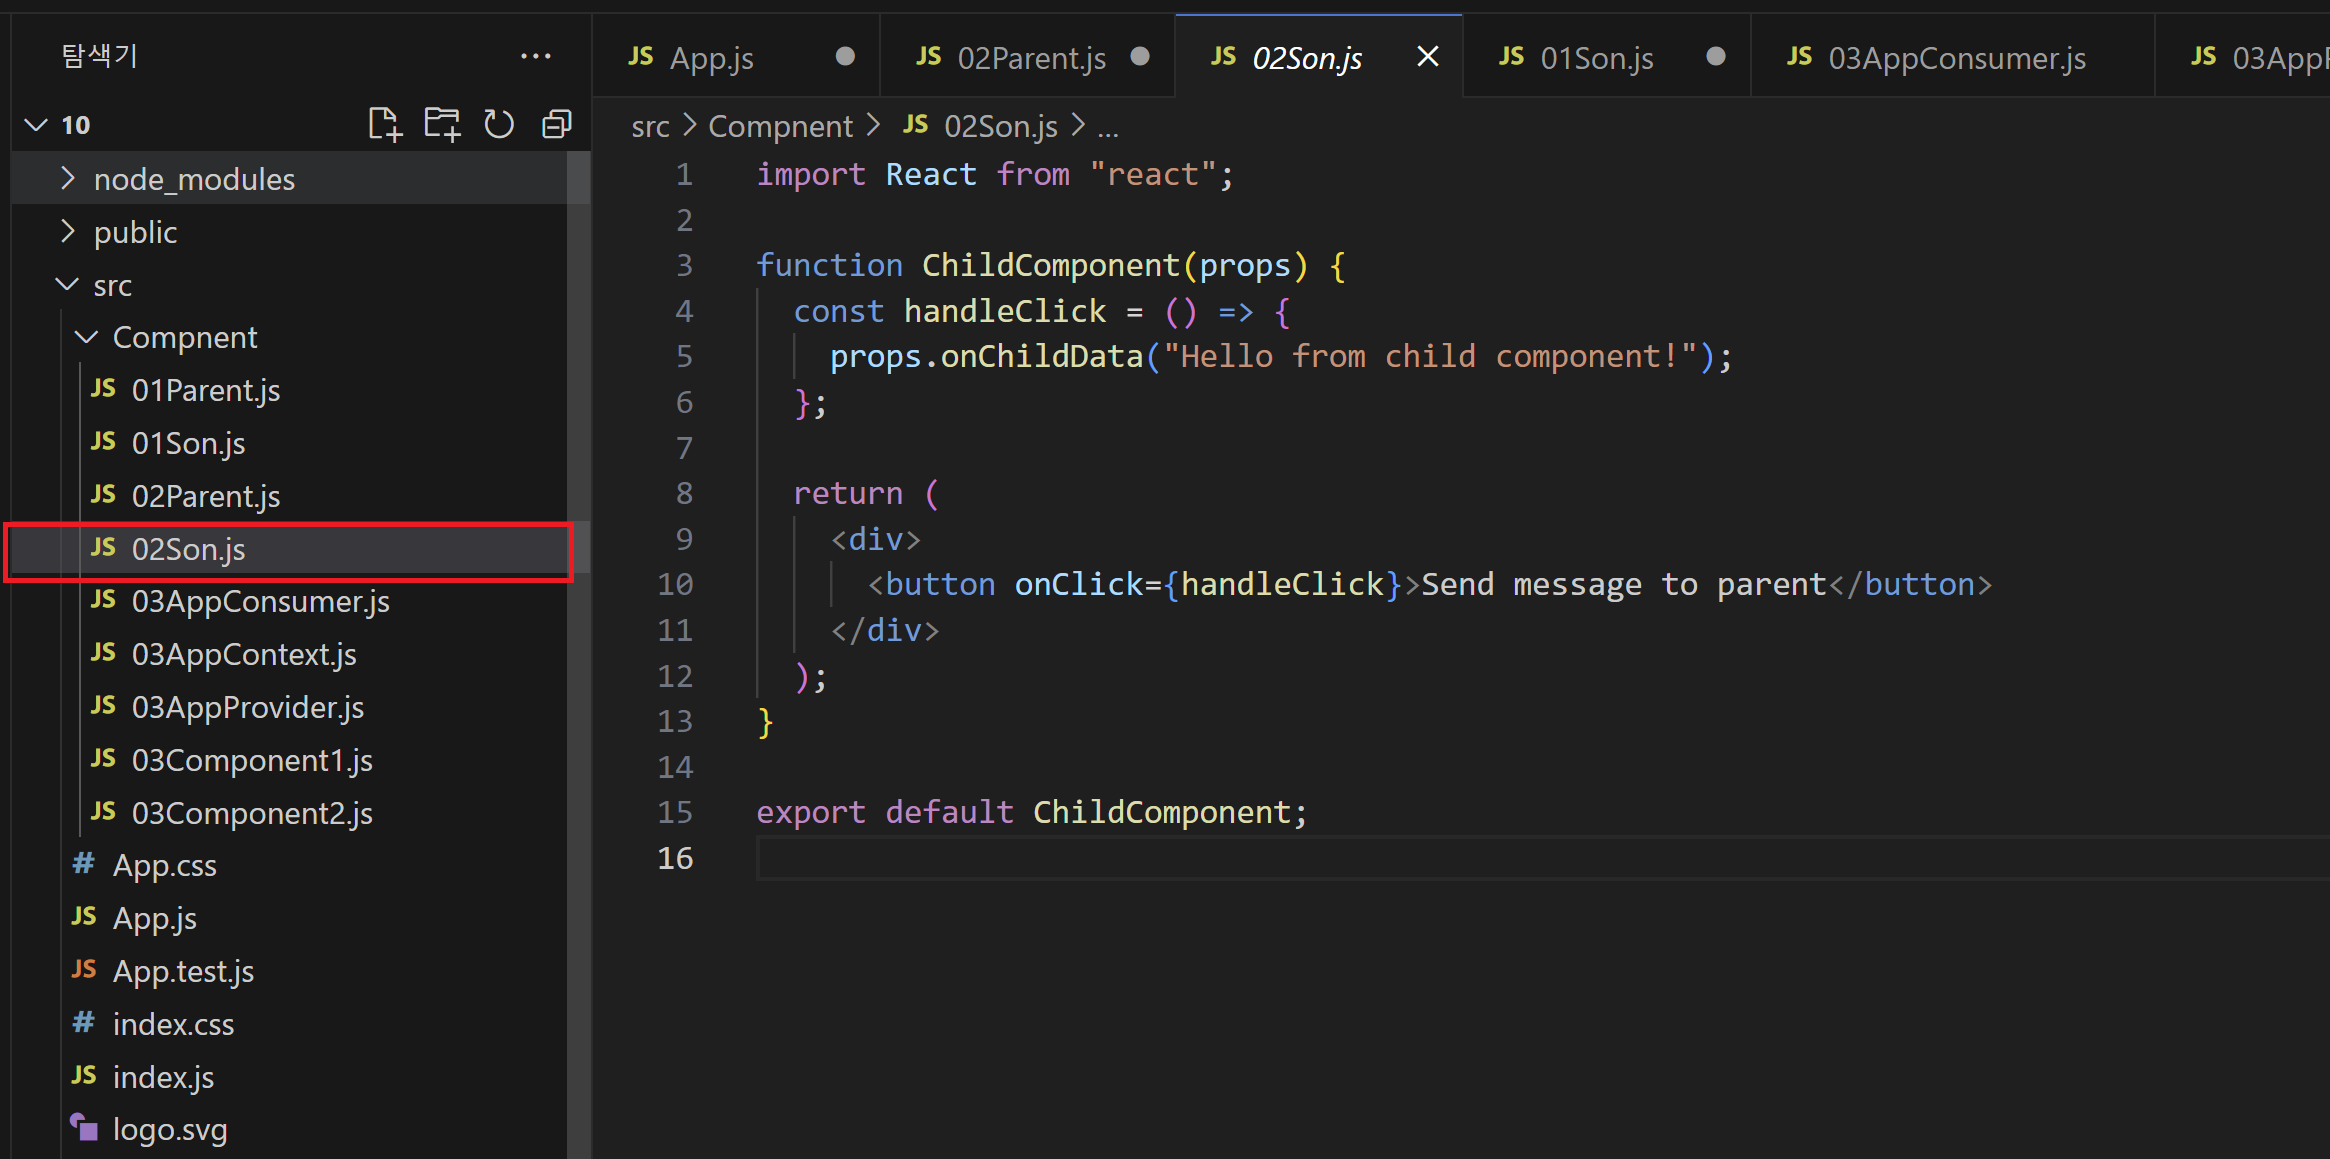 탐색기
10
node_modules
public
src
Compnent
JS 01Parent.js
JS 01Son.js
JS 02Parent.js
JS 02Son.js
JS 03AppConsumer.js
JS 03AppContext.js
JS 03AppProvider.js
JS 03Component1.js
JS 03Component2.js
# App.css
JS App.js
JS App.test.js
# index.css
JS index.js
logo.svg
JS App.js JS 02Parent.js JS 02Son.js JS 01Son.js JS 03AppConsumer.js JS 03App
src > Compnent > JS 02Son.js > ...
1 import React from "react";
2
3 function ChildComponent(props) {
4 const handleClick = () => {
5 props.onChildData("Hello from child component!");
6 };
7
8 return (
9 <div>
10 <button onClick={handleClick}>Send message to parent</button>
11 </div>
12 );
13 }
14
15 export default ChildComponent;
16